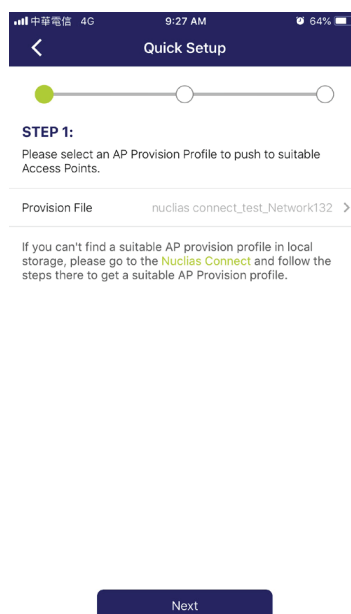 中華電信 4G 9:27 AM 64%
Quick Setup
STEP 1:
Please select an AP Provision Profile to push to suitable
Access Points.
Provision File nuclias connect_test_Network132
If you can't find a suitable AP provision profile in local
storage, please go to the Nuclias Connect and follow the
steps there to get a suitable AP Provision profile.
Next